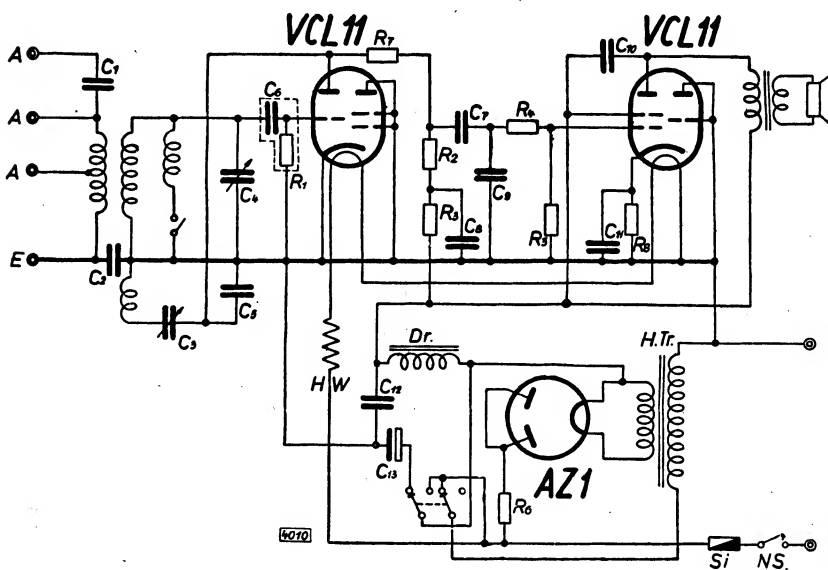 VCL11
VCL11
A
C1
A
A
E
C2
C3
C4
C5
C6
R1
R7
R2
R3
C7
C8
C9
R4
R5
C10
C11
R8
HW
Dr.
C12
C13
AZ1
R6
H.Tr.
Si
NS.
4010